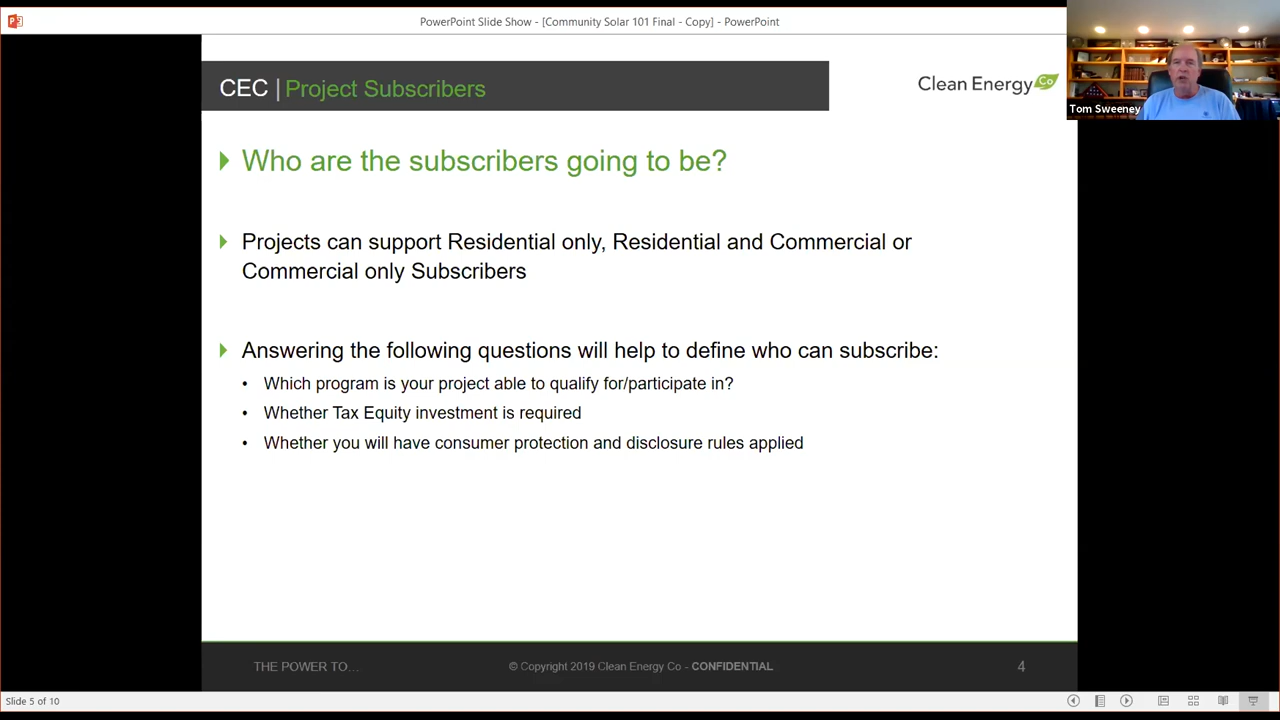 PowerPoint Slide Show - [Community Solar 101 Final - Copy] - PowerPoint
CEC | Project Subscribers
Clean Energy Co
Tom Sweeney
Who are the subscribers going to be?
Projects can support Residential only, Residential and Commercial or
Commercial only Subscribers
Answering the following questions will help to define who can subscribe:
• Which program is your project able to qualify for/participate in?
• Whether Tax Equity investment is required
• Whether you will have consumer protection and disclosure rules applied
THE POWER TO...
© Copyright 2019 Clean Energy Co - CONFIDENTIAL
4
Slide 5 of 10